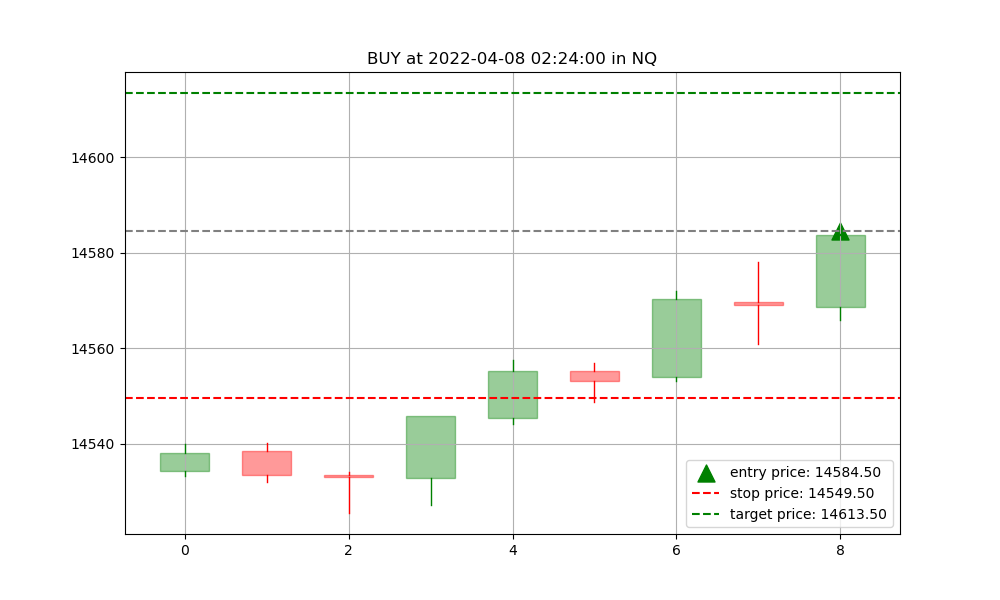 BUY at 2022-04-08 02:24:00 in NQ
14600
14580
14560
14540
entry price: 14584.50
stop price: 14549.50
target price: 14613.50
0 2 4 6 8